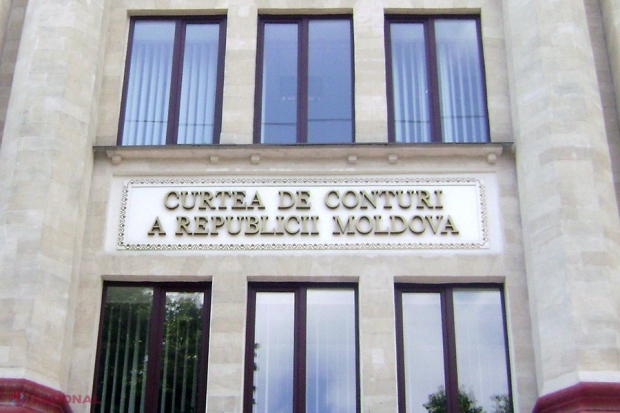 CURTEA DE CONTURI
A REPUBLICII MOLDOVA